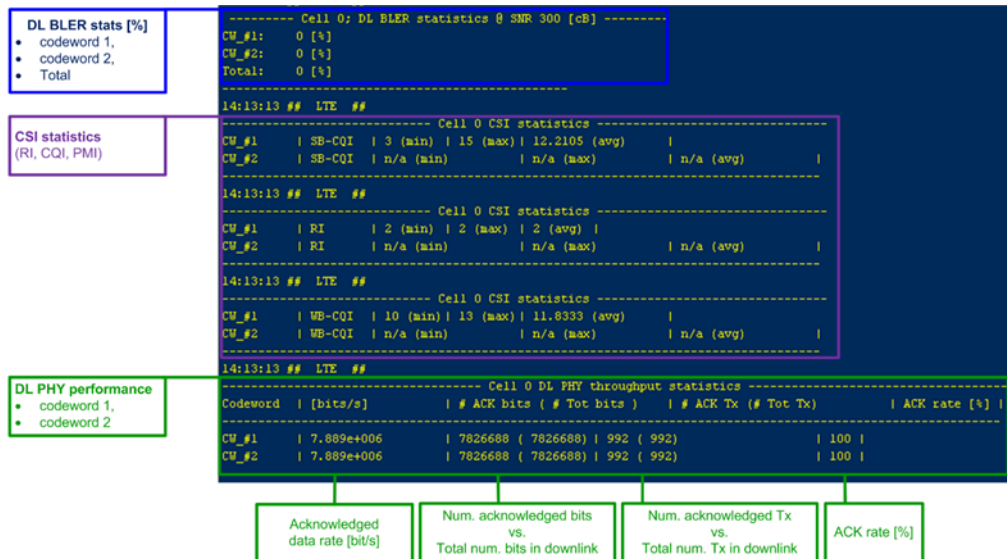 DL BLER stats [%]
• codeword 1,
• codeword 2,
• Total
--------- Cell 0; DL BLER statistics @ SNR 300 [cB] ---------
CW_#1: 0 [%]
CW_#2: 0 [%]
Total: 0 [%]
14:13:13 ## LTE ##
CSI statistics
(RI, CQI, PMI)
Cell 0 CSI statistics
CW_#1 | SB-CQI | 3 (min) | 15 (max) | 12.2105 (avg) |
CW_#2 | SB-CQI | n/a (min) | n/a (max) | n/a (avg) |
14:13:13 ## LTE ##
Cell 0 CSI statistics
CW_#1 | RI | 2 (min) | 2 (max) | 2 (avg) |
CW_#2 | RI | n/a (min) | n/a (max) | n/a (avg) |
14:13:13 ## LTE ##
Cell 0 CSI statistics
CW_#1 | WB-CQI | 10 (min) | 13 (max) | 11.8333 (avg) |
CW_#2 | WB-CQI | n/a (min) | n/a (max) | n/a (avg) |
14:13:13 ## LTE ##
DL PHY performance
• codeword 1,
• codeword 2
Cell 0 DL PHY throughput statistics
Codeword | [bits/s] | # ACK bits ( # Tot bits ) | # ACK Tx (# Tot Tx) | ACK rate [%] |
CW_#1 | 7.889e+006 | 7826688 ( 7826688) | 992 ( 992) | 100 |
CW_#2 | 7.889e+006 | 7826688 ( 7826688) | 992 ( 992) | 100 |
Acknowledged
data rate [bit/s]
Num. acknowledged bits
vs.
Total num. bits in downlink
Num. acknowledged Tx
vs.
Total num. Tx in downlink
ACK rate [%]